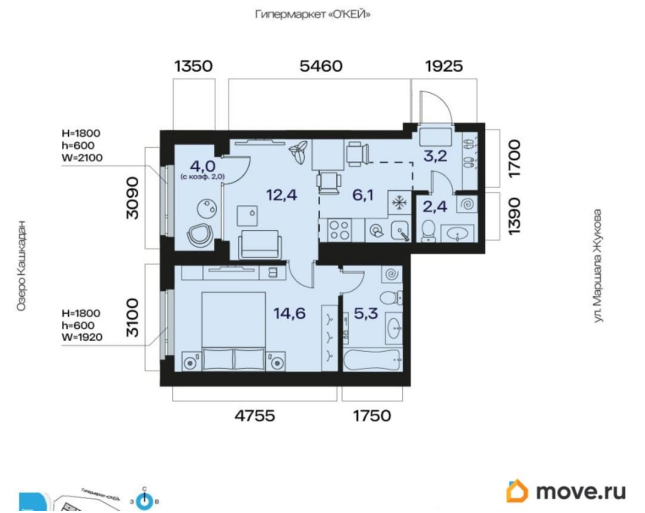 Гипермаркет «О'КЕЙ»
1350
5460
1925
H=1800
h=600
W=2100
4,0
(с коэф. 2,0)
12,4
6,1
3,2
2,4
3090
1700
1390
Озеро Кашкадан
ул. Маршала Жукова
H=1800
h=600
W=1920
3100
14,6
5,3
4755
1750
Гипермаркет «О'КЕЙ»
С
З
В
move.ru